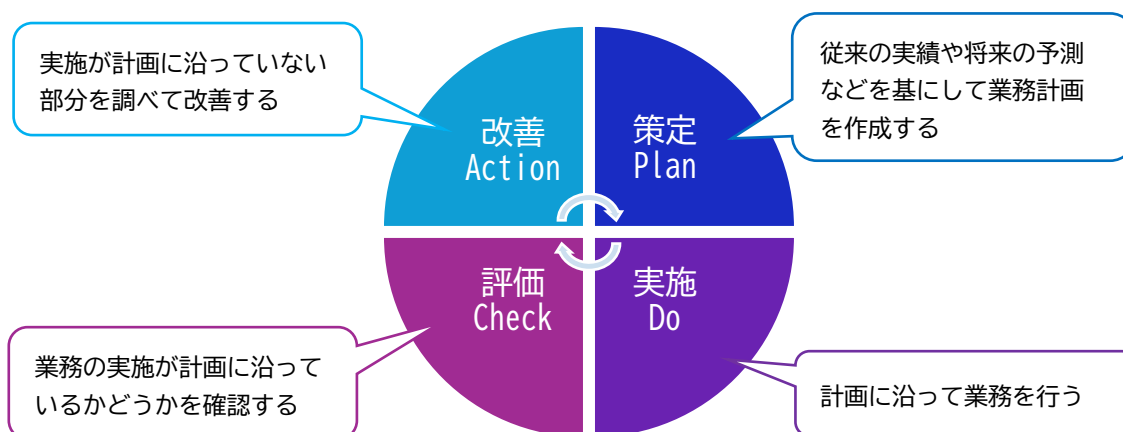 実施が計画に沿っていない
部分を調べて改善する
従来の実績や将来の予測
などを基にして業務計画
を作成する
改善
Action
策定
Plan
評価
Check
実施
Do
業務の実施が計画に沿って
いるかどうかを確認する
計画に沿って業務を行う